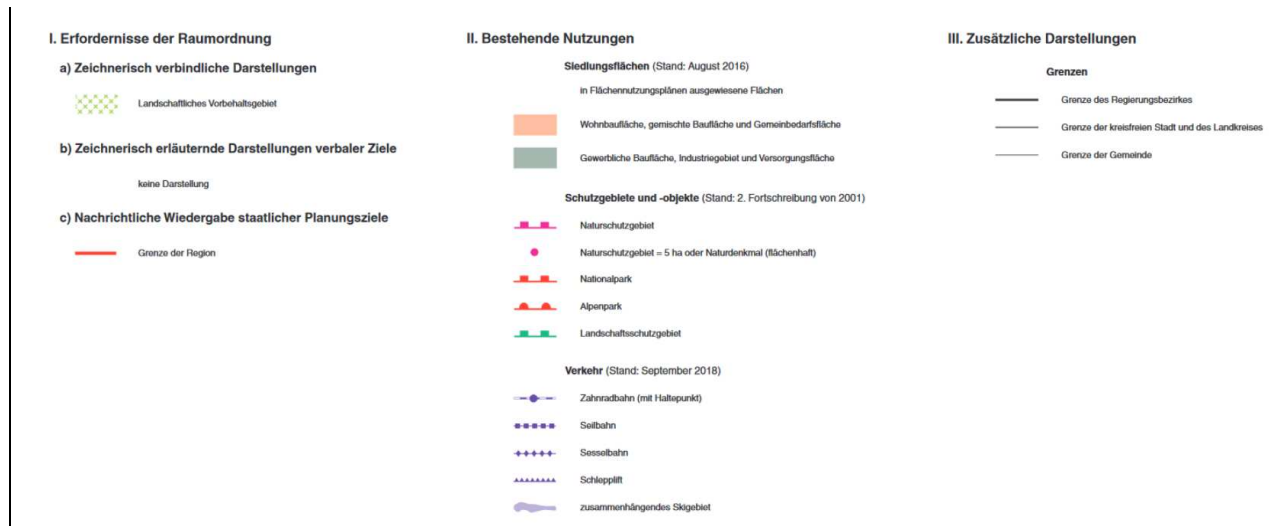 I. Erfordernisse der Raumordnung
a) Zeichnerisch verbindliche Darstellungen
Landschaftliches Vorbehaltsgebiet
b) Zeichnerisch erläuternde Darstellungen verbaler Ziele
keine Darstellung
c) Nachrichtliche Wiedergabe staatlicher Planungsziele
Grenze der Region
II. Bestehende Nutzungen
Siedlungsflächen (Stand: August 2016)
in Flächennutzungsplänen ausgewiesene Flächen
Wohnbaufläche, gemischte Baufläche und Gemeinbedarfsfläche
Gewerbliche Baufläche, Industriegebiet und Versorgungsfläche
Schutzgebiete und -objekte (Stand: 2. Fortschreibung von 2001)
Naturschutzgebiet
Naturschutzgebiet = 5 ha oder Naturdenkmal (flächenhaft)
Nationalpark
Alpenpark
Landschaftsschutzgebiet
Verkehr (Stand: September 2018)
Zahnradbahn (mit Haltepunkt)
Seilbahn
Sesselbahn
Schlepplift
zusammenhängendes Skigebiet
III. Zusätzliche Darstellungen
Grenzen
Grenze des Regierungsbezirkes
Grenze der kreisfreien Stadt und des Landkreises
Grenze der Gemeinde